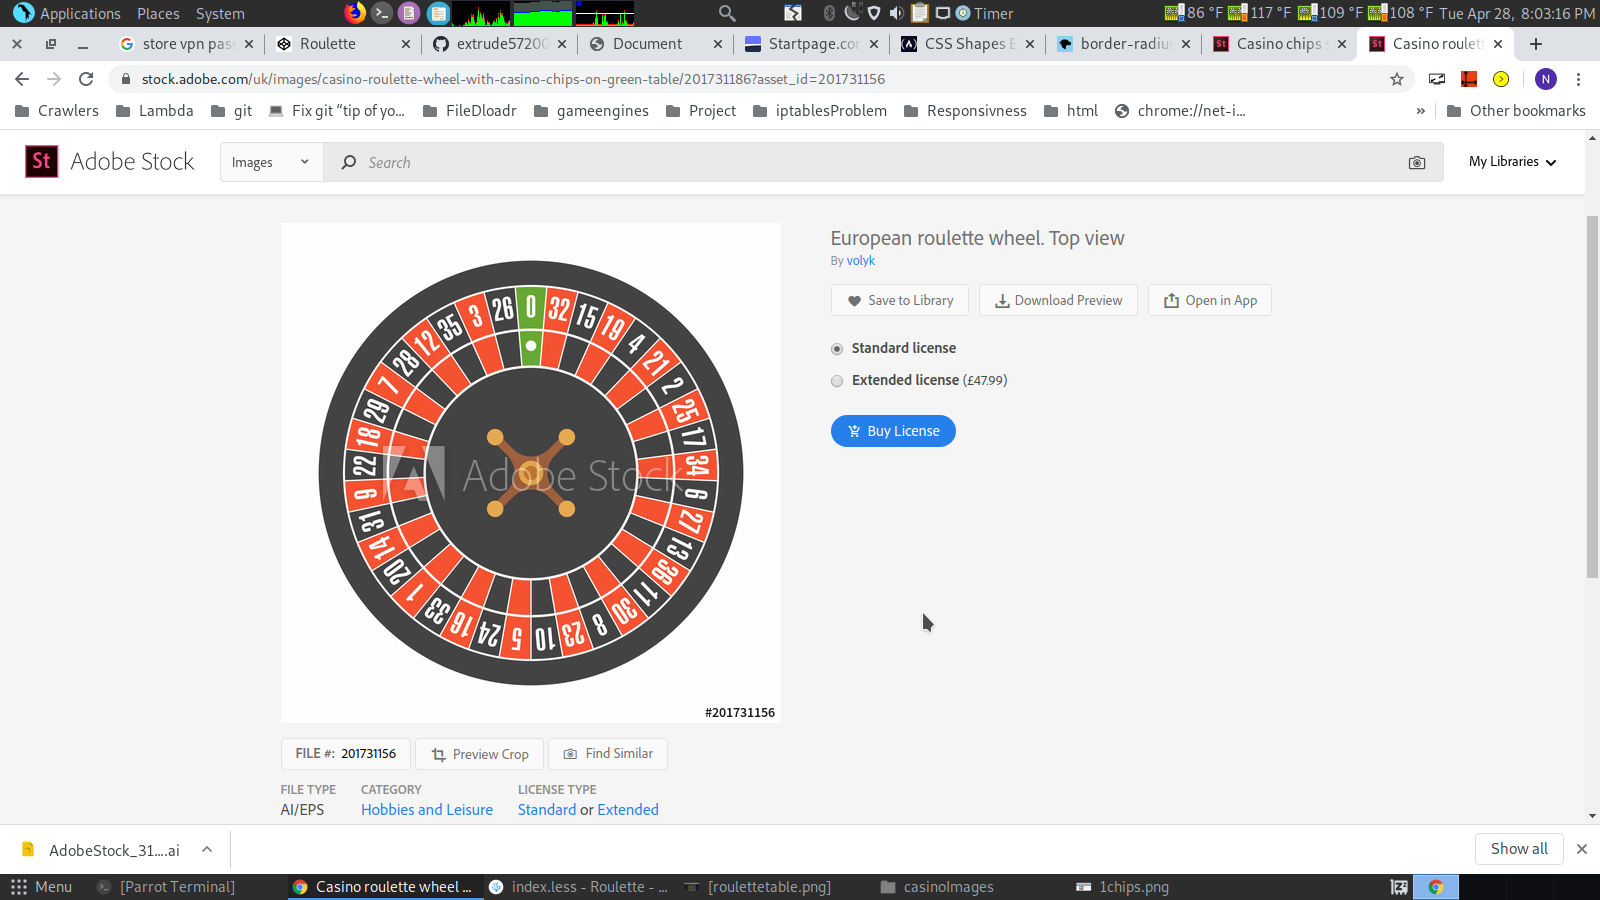 Applications Places System Timer 86 °F 117 °F 109 °F 108 °F Tue Apr 28, 8:03:16 PM
store vpn pas Roulette extrude5720 Document Startpage.co CSS Shapes E border-radiu Casino chips s Casino roulet
stock.adobe.com/uk/images/casino-roulette-wheel-with-casino-chips-on-green-table/201731186?asset_id=201731156 N
Crawlers Lambda git Fix git “tip of yo... FileDloadr gameengines Project iptablesProblem Responsivness html chrome://net-i... » Other bookmarks
St Adobe Stock Images Search My Libraries
European roulette wheel. Top view
By volyk
Save to Library Download Preview Open in App
Standard license
Extended license (£47.99)
Buy License
0 32 15 19 4 21 2 25 17 34 6 27 13 36 11 30 8 23 10 5 24 16 33 1 20 14 31 9 22 18 29 7 28 12 35 3 26
Adobe Stock
#201731156
FILE #: 201731156 Preview Crop Find Similar
FILE TYPE CATEGORY LICENSE TYPE
AI/EPS Hobbies and Leisure Standard or Extended
AdobeStock_31....ai Show all
Menu [Parrot Terminal] Casino roulette wheel ... index.less - Roulette - ... [roulettetable.png] casinoImages 1chips.png